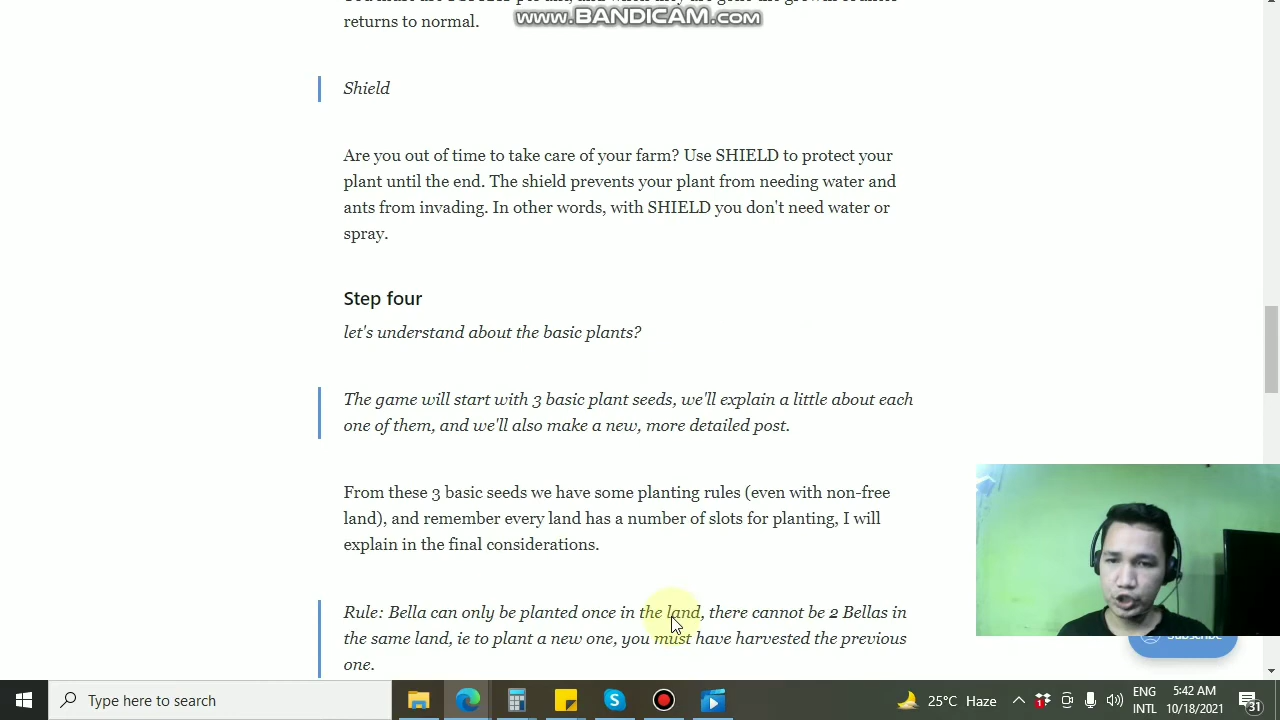 returns to normal.
www.BANDICAM.com
Shield
Are you out of time to take care of your farm? Use SHIELD to protect your
plant until the end. The shield prevents your plant from needing water and
ants from invading. In other words, with SHIELD you don't need water or
spray.
Step four
let's understand about the basic plants?
The game will start with 3 basic plant seeds, we'll explain a little about each
one of them, and we'll also make a new, more detailed post.
From these 3 basic seeds we have some planting rules (even with non-free
land), and remember every land has a number of slots for planting, I will
explain in the final considerations.
Rule: Bella can only be planted once in the land, there cannot be 2 Bellas in
the same land, ie to plant a new one, you must have harvested the previous
one.
Subscribe
Type here to search
1
25°C Haze
ENG
INTL
5:42 AM
10/18/2021
31